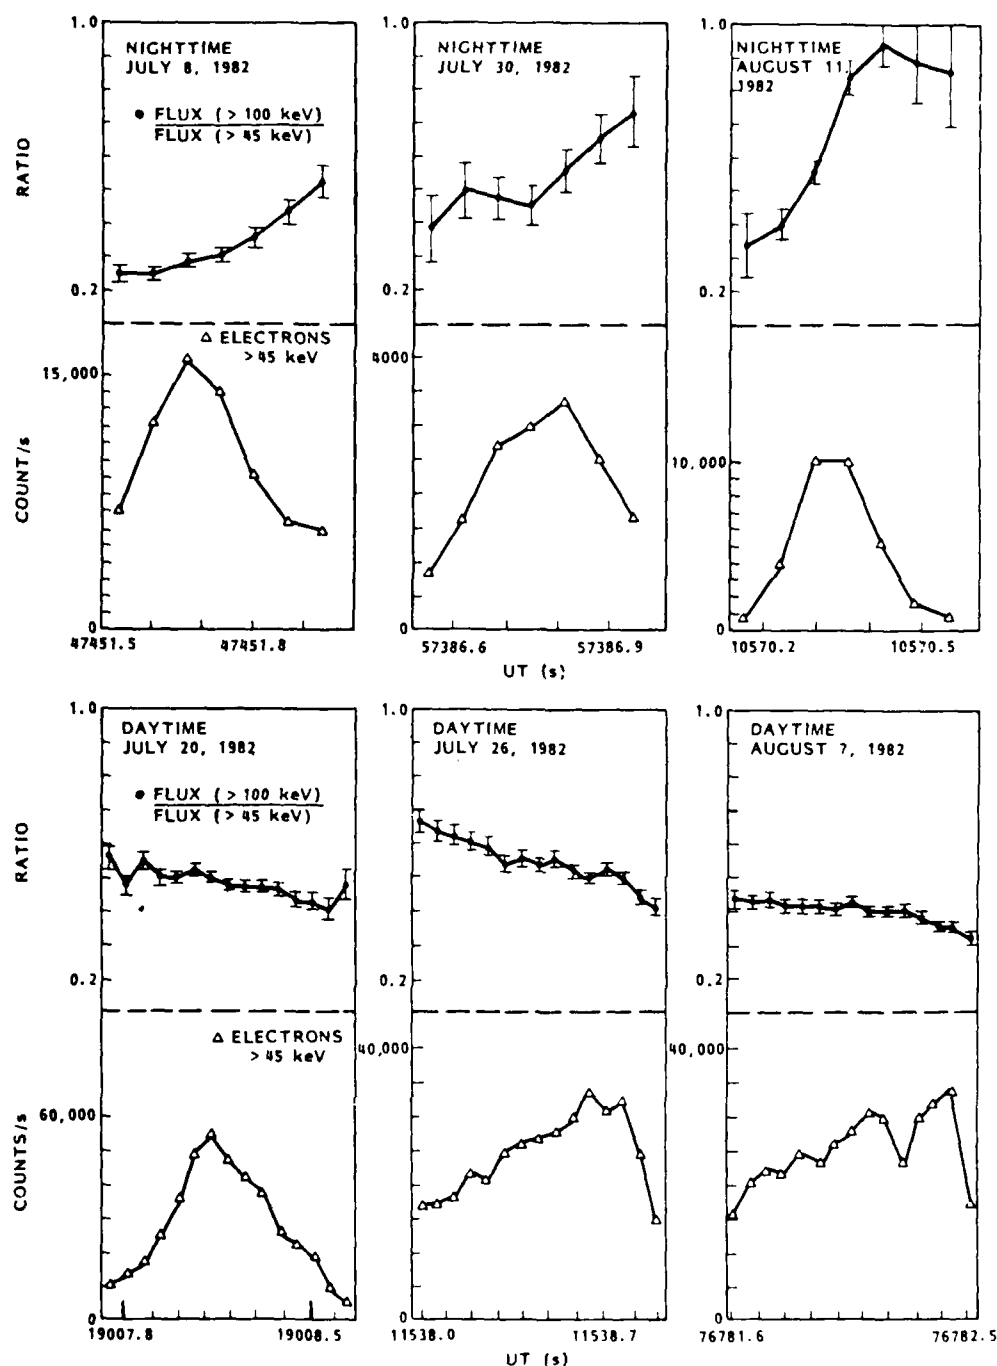 1.0
NIGHTTIME
JULY 8, 1982
FLUX (> 100 keV)
FLUX (> 45 keV)
RATIO
0.2
ELECTRONS
>45 keV
15,000
COUNT/s
0
47451.5
47451.8
1.0
NIGHTTIME
JULY 30, 1982
0.2
4000
0
57386.6
57386.9
UT (s)
1.0
NIGHTTIME
AUGUST 11,
1982
0.2
10,000
0
10570.2
10570.5
1.0
DAYTIME
JULY 20, 1982
FLUX (> 100 keV)
FLUX (> 45 keV)
RATIO
0.2
ELECTRONS
> 45 keV
60,000
COUNTS/s
0
19007.8
19008.5
1.0
DAYTIME
JULY 26, 1982
0.2
40,000
0
11538.0
11538.7
UT (s)
1.0
DAYTIME
AUGUST 7, 1982
0.2
40,000
0
76781.6
76782.5